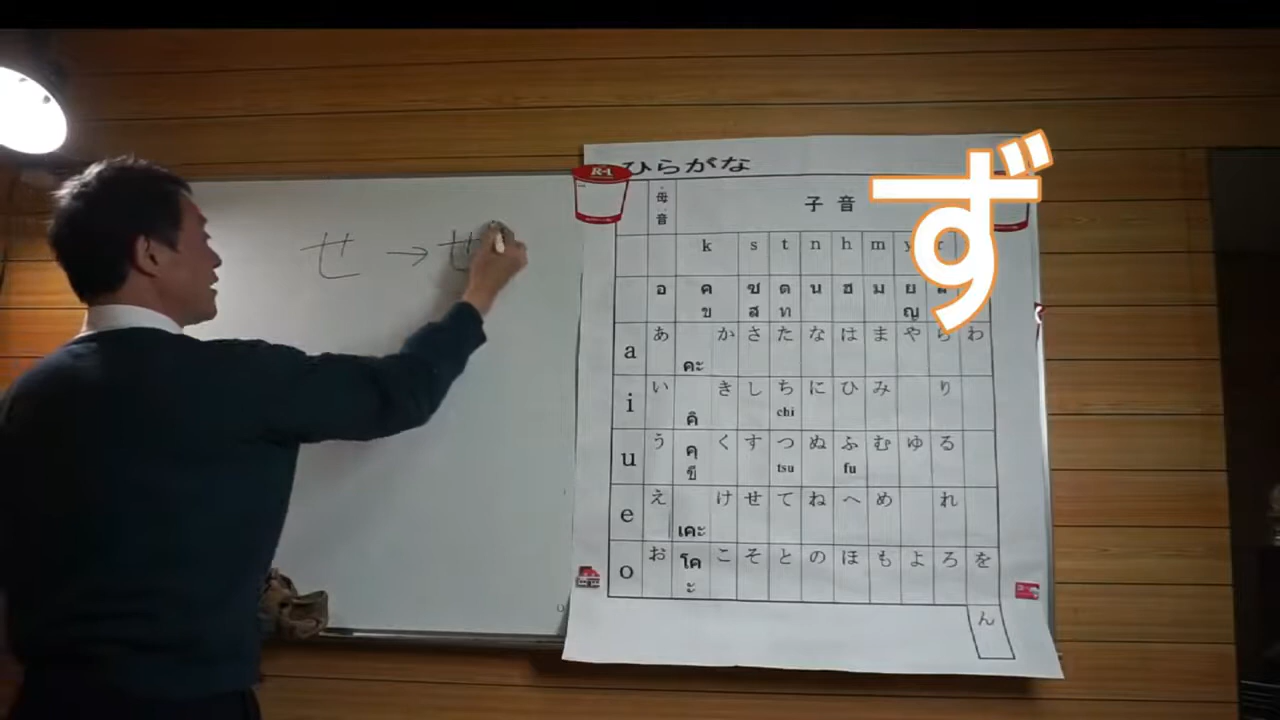 せ → せ
ず
ひらがな
R-1
母音 子音
k s t n h m y r
อ ค ข ซ ส ต ท น ฮ ม ย ญ
a あ か คะ さ た な は ま や ら わ
i い き คิ し ち chi に ひ み り
u う く คุ ขึ す つ tsu ぬ ふ fu む ゆ る
e え け เคะ せ て ね へ め れ
o お こ โคะ そ と の ほ も よ ろ を
ん